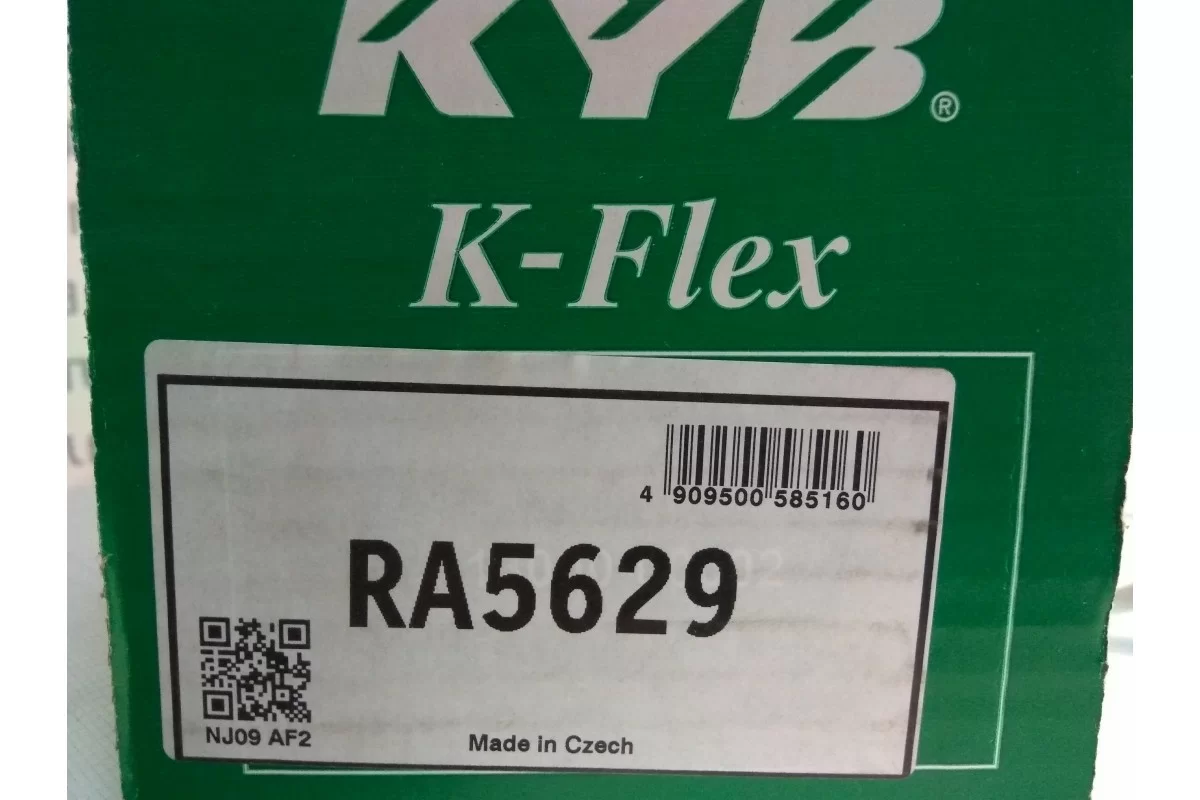 KYB®
K-Flex
4 909500 585160
RA5629
NJ09 AF2
Made in Czech